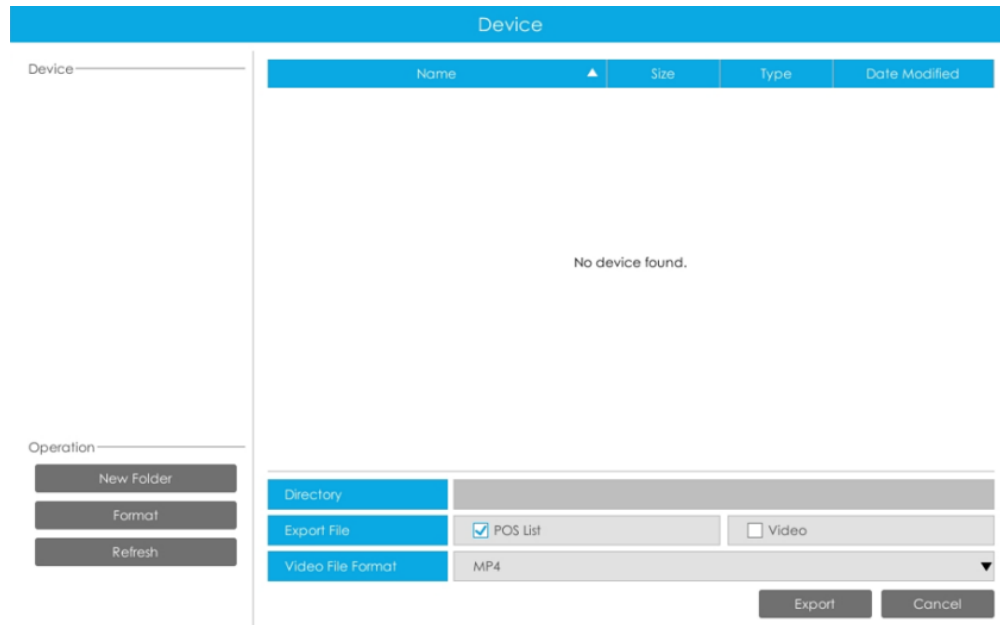 Device
Device
Name Size Type Date Modified
No device found.
Operation
New Folder
Format
Refresh
Directory
Export File POS List Video
Video File Format MP4
Export Cancel